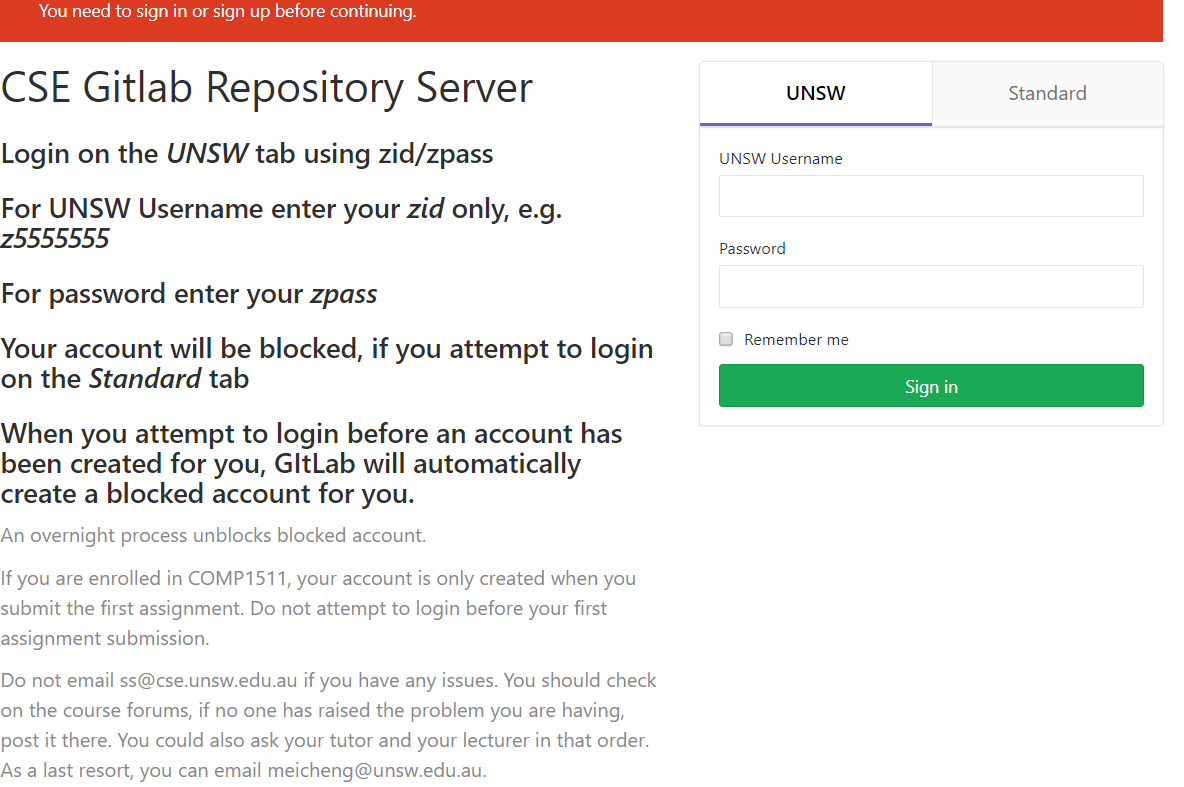 You need to sign in or sign up before continuing.
CSE Gitlab Repository Server
Login on the UNSW tab using zid/zpass
For UNSW Username enter your zid only, e.g.
z5555555
For password enter your zpass
Your account will be blocked, if you attempt to login
on the Standard tab
When you attempt to login before an account has
been created for you, GItLab will automatically
create a blocked account for you.
An overnight process unblocks blocked account.
If you are enrolled in COMP1511, your account is only created when you
submit the first assignment. Do not attempt to login before your first
assignment submission.
Do not email ss@cse.unsw.edu.au if you have any issues. You should check
on the course forums, if no one has raised the problem you are having,
post it there. You could also ask your tutor and your lecturer in that order.
As a last resort, you can email meicheng@unsw.edu.au.
UNSW
Standard
UNSW Username
Password
Remember me
Sign in